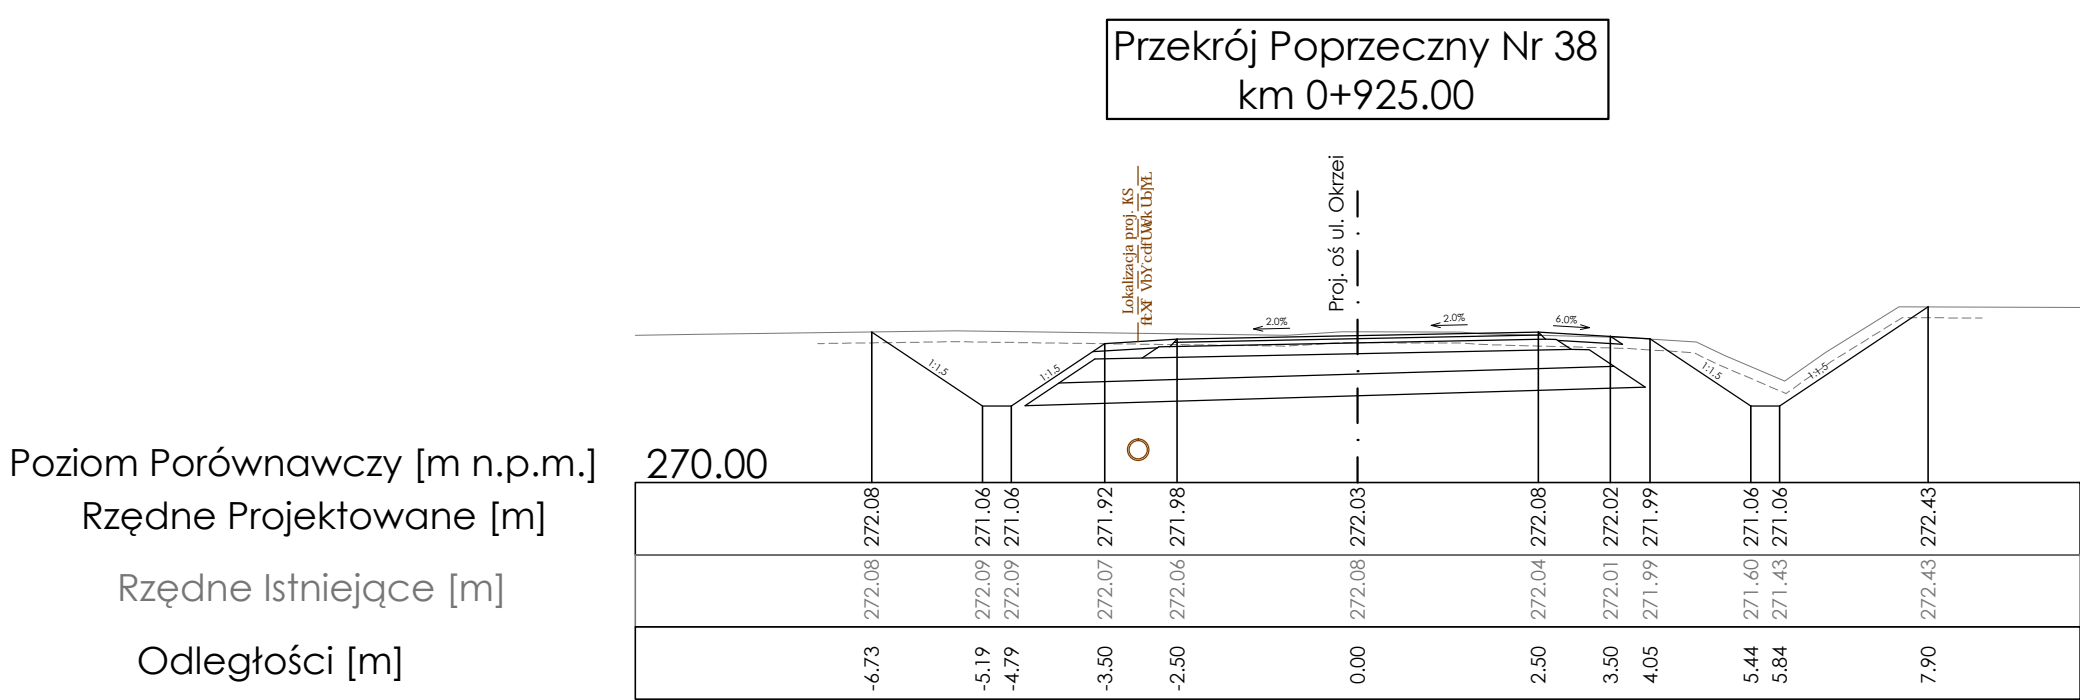 Przekrój Poprzeczny Nr 38
km 0+925.00
Lokalizacja proj. KS
Proj. oś ul. Okrzei
2.0%
2.0%
6.0%
1:1.5
1:1.5
1:1.5
1:1.5
Poziom Porównawczy [m n.p.m.] 270.00
Rzędne Projektowane [m] 272.08 271.06 271.06 271.92 271.98 272.03 272.08 272.02 271.99 271.06 271.06 272.43
Rzędne Istniejące [m] 272.08 272.09 272.09 272.07 272.06 272.08 272.04 272.01 271.99 271.60 271.43 272.43
Odległości [m] -6.73 -5.19 -4.79 -3.50 -2.50 0.00 2.50 3.50 4.05 5.44 5.84 7.90